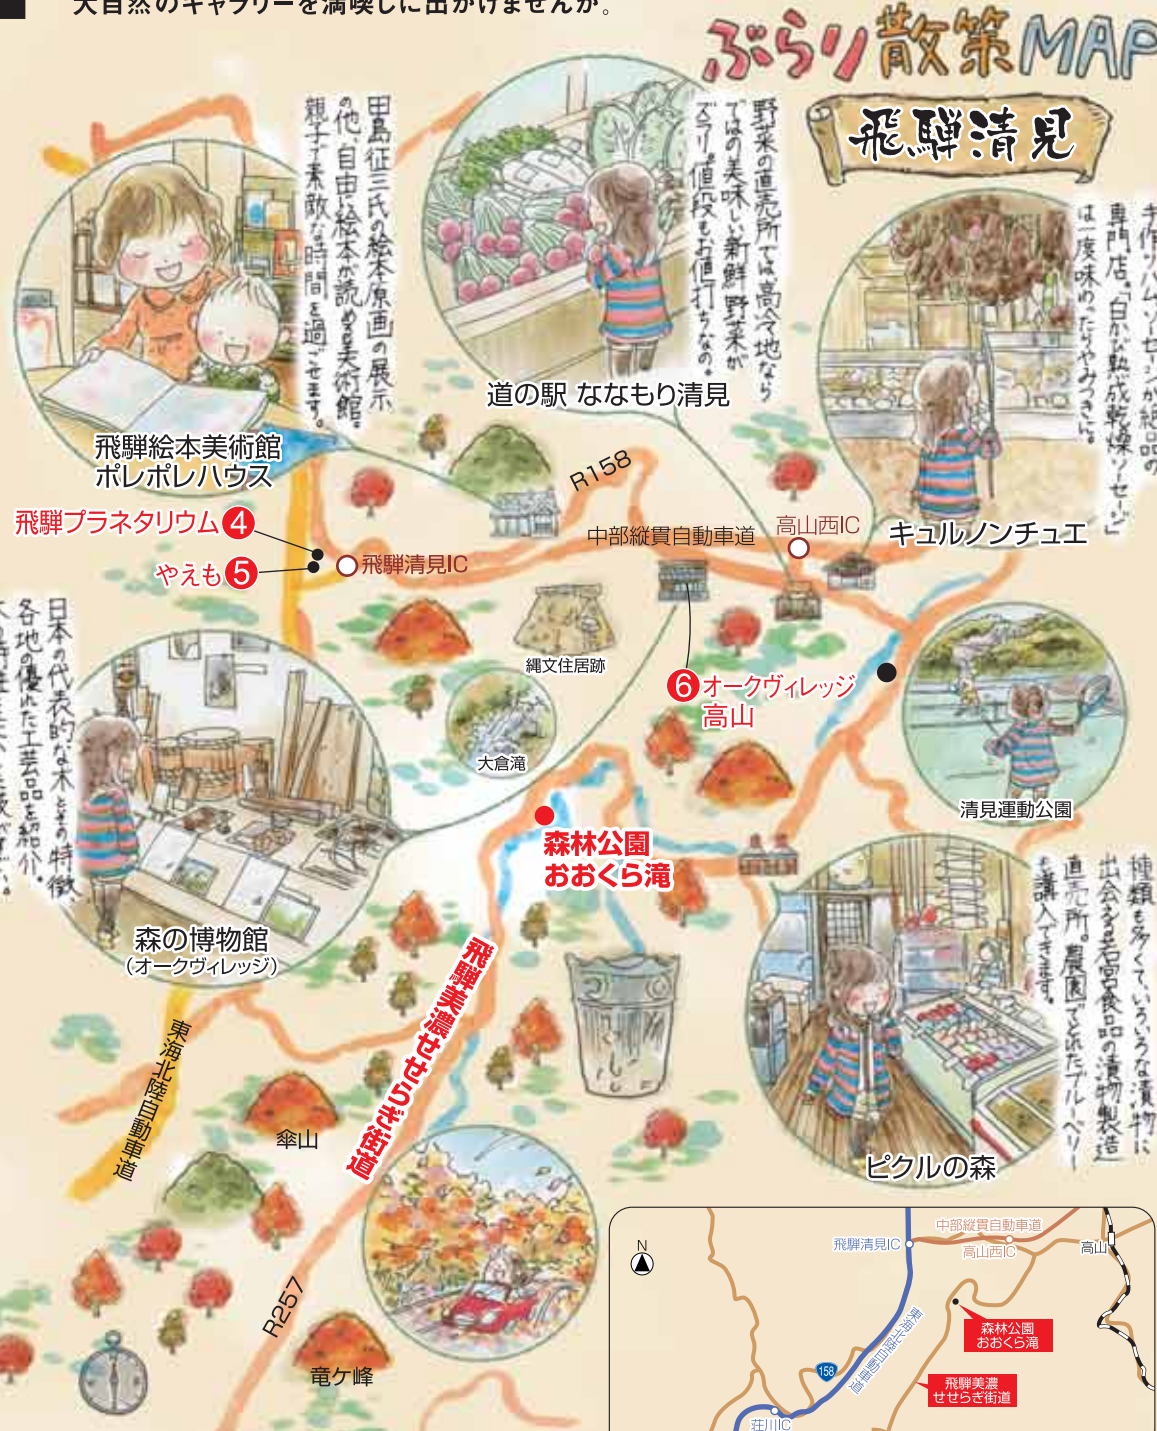 大自然のギャラリーを満喫しに出かけませんか。
ぶらり散策MAP
飛騨清見
田島征三氏の絵本原画の展示
の他、自由に絵本が読める美術館。
親子で素敵な時間を過ごせます。
飛騨絵本美術館
ポレポレハウス
野菜の直売所では高冷地なら
ではの美味しい新鮮野菜が
ズラリ。値段もお値打ちなの。
道の駅 ななもり清見
手作りハムソーセージが絶品の
専門店。「白かび熟成乾燥ソーセージ」
は一度味わったらやみつきに。
キュルノンチュエ
飛騨プラネタリウム4
やえも5
飛騨清見IC
R158
中部縦貫自動車道
高山西IC
縄文住居跡
6オークヴィレッジ
高山
大倉滝
清見運動公園
日本の代表的な木とその特徴、
各地の優れた工芸品を紹介。
森の博物館
(オークヴィレッジ)
森林公園
おおくら滝
飛騨美濃せせらぎ街道
東海北陸自動車道
種類も多くて、いろいろな漬物に
出会える若宮食品の漬物製造
直売所。農園でとれたブルーベリー
も購入できます。
ピクルの森
傘山
R257
竜ケ峰
N
飛騨清見IC
中部縦貫自動車道
高山西IC
高山
森林公園
おおくら滝
東海北陸自動車道
158
飛騨美濃
せせらぎ街道
荘川IC